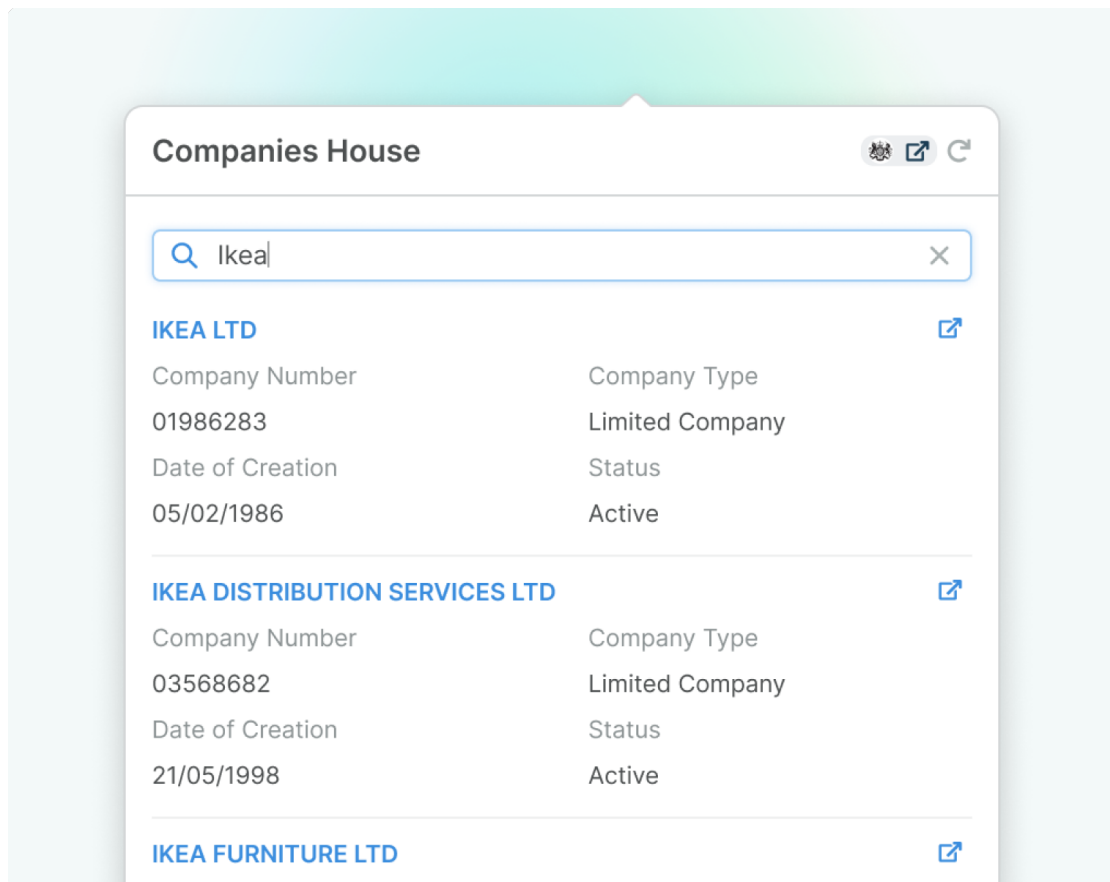 Companies House
Ikea
IKEA LTD
Company Number Company Type
01986283 Limited Company
Date of Creation Status
05/02/1986 Active
IKEA DISTRIBUTION SERVICES LTD
Company Number Company Type
03568682 Limited Company
Date of Creation Status
21/05/1998 Active
IKEA FURNITURE LTD